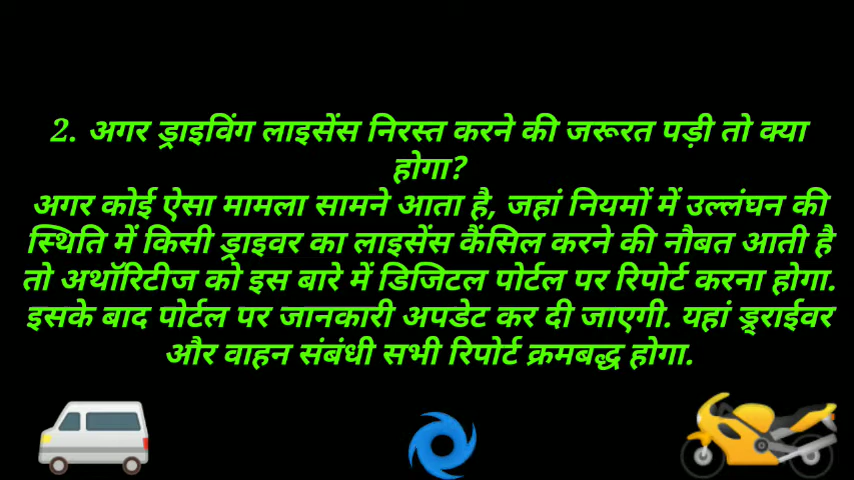 2. अगर ड्राइविंग लाइसेंस निरस्त करने की जरूरत पड़ी तो क्या
होगा?
अगर कोई ऐसा मामला सामने आता है, जहां नियमों में उल्लंघन की
स्थिति में किसी ड्राइवर का लाइसेंस कैंसिल करने की नौबत आती है
तो अथॉरिटीज को इस बारे में डिजिटल पोर्टल पर रिपोर्ट करना होगा.
इसके बाद पोर्टल पर जानकारी अपडेट कर दी जाएगी. यहां ड्र्राईवर
और वाहन संबंधी सभी रिपोर्ट क्रमबद्ध होगा.